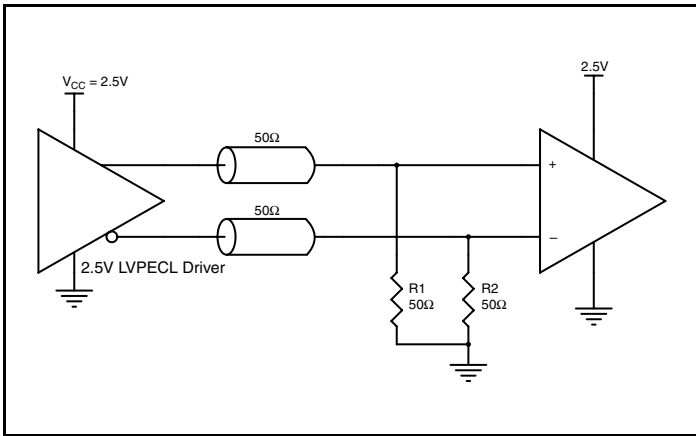 V_CC = 2.5V
2.5V
50Ω
50Ω
+
−
2.5V LVPECL Driver
R1
50Ω
R2
50Ω